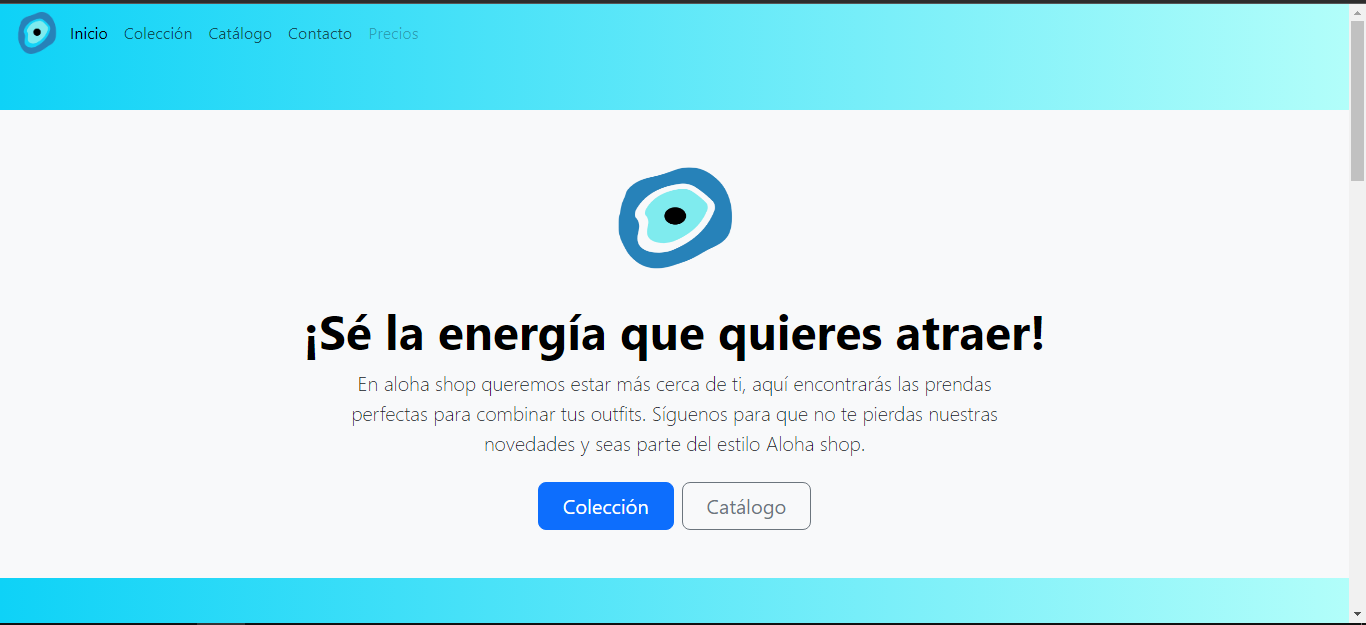 Inicio Colección Catálogo Contacto Precios
¡Sé la energía que quieres atraer!
En aloha shop queremos estar más cerca de ti, aquí encontrarás las prendas
perfectas para combinar tus outfits. Síguenos para que no te pierdas nuestras
novedades y seas parte del estilo Aloha shop.
Colección Catálogo